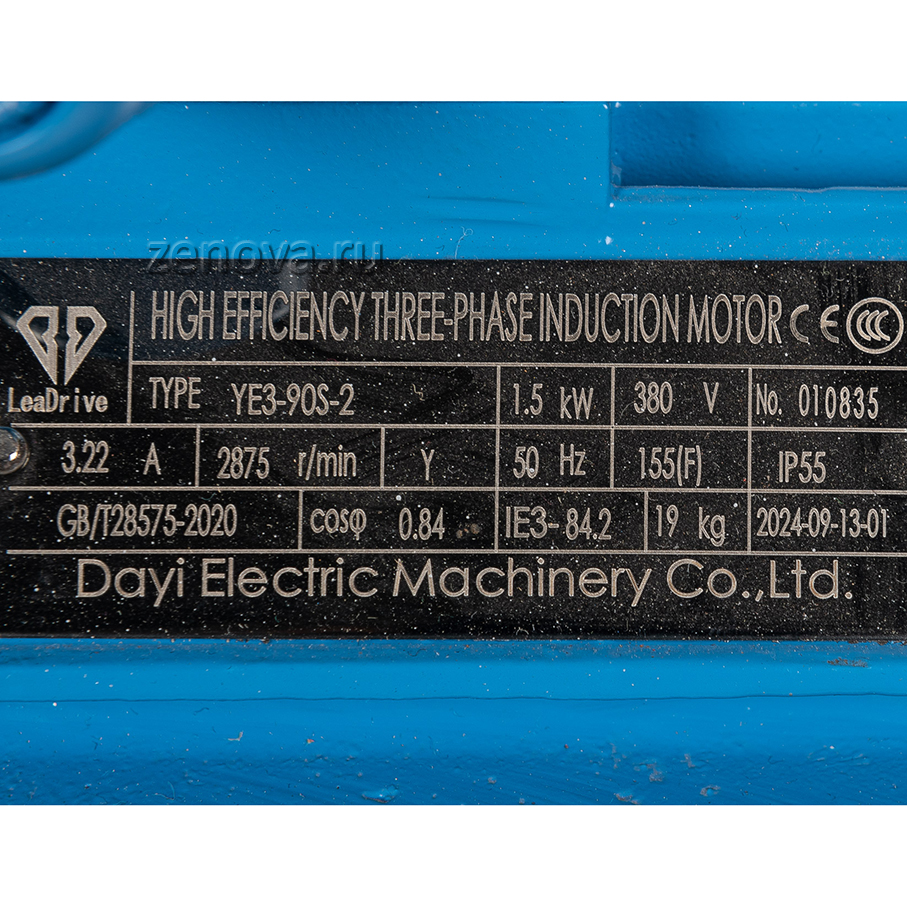 zenova.ru
HIGH EFFICIENCY THREE-PHASE INDUCTION MOTOR CE CCC
LeaDrive
TYPE YE3-90S-2 1.5 kW 380 V No. 010835
3.22 A 2875 r/min Y 50 Hz 155(F) IP55
GB/T28575-2020 cosφ 0.84 IE3-84.2 19 kg 2024-09-13-01
Dayi Electric Machinery Co.,Ltd.